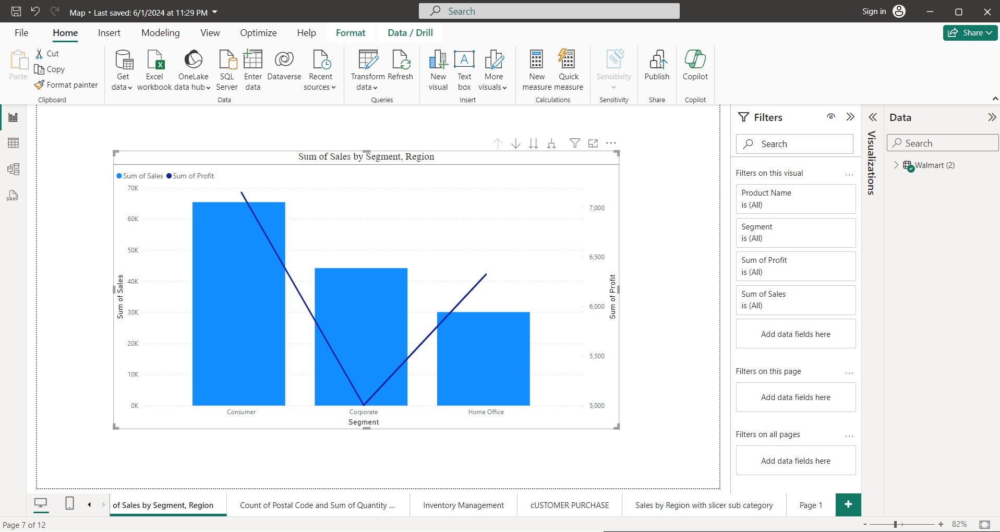 Map • Last saved: 6/1/2024 at 11:29 PM
Search
Sign in
File Home Insert Modeling View Optimize Help Format Data / Drill
Share
Paste
Cut
Copy
Format painter
Clipboard
Get data
Excel workbook
OneLake data hub
SQL Server
Enter data
Dataverse
Recent sources
Data
Transform data
Refresh
Queries
New visual
Text box
More visuals
Insert
New measure
Quick measure
Calculations
Sensitivity
Sensitivity
Publish
Share
Copilot
Copilot
DAX
Sum of Sales by Segment, Region
Sum of Sales Sum of Profit
70K
60K
50K
40K
30K
20K
10K
0K
Sum of Sales
7,000
6,500
6,000
5,500
5,000
Sum of Profit
Consumer Corporate Home Office
Segment
Filters
Search
Filters on this visual
Product Name
is (All)
Segment
is (All)
Sum of Profit
is (All)
Sum of Sales
is (All)
Add data fields here
Filters on this page
Add data fields here
Filters on all pages
Add data fields here
Visualizations
Data
Search
Walmart (2)
of Sales by Segment, Region
Count of Postal Code and Sum of Quantity ...
Inventory Management
cUSTOMER PURCHASE
Sales by Region with slicer sub category
Page 1
Page 7 of 12
- + 82%